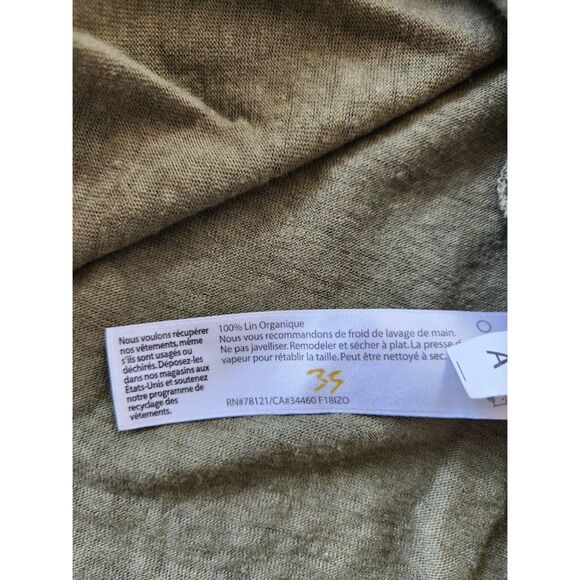 Nous voulons récupérer
nos vêtements, même
s'ils sont usagés ou
déchirés. Déposez-les
dans nos magasins aux
États-Unis et soutenez
notre programme de
recyclage des
vêtements.
100% Lin Organique
Nous vous recommandons de froid de lavage de main.
Ne pas javelliser. Remodeler et sécher à plat. La presse
vapeur pour rétablir la taille. Peut être nettoyé à sec.
RN#78121/CA#34460 F18IZO
A